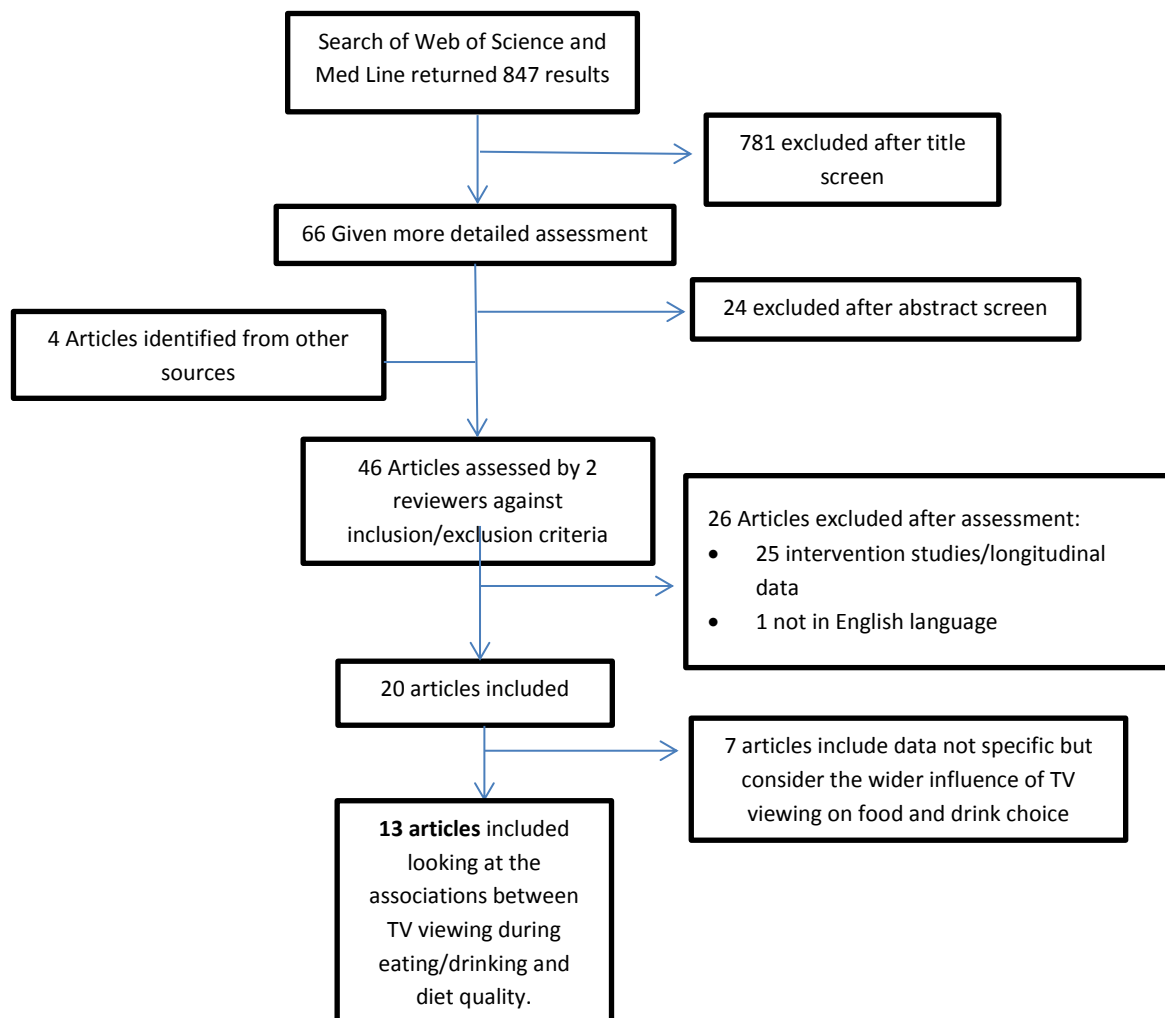 Search of Web of Science and
Med Line returned 847 results
781 excluded after title
screen
66 Given more detailed assessment
24 excluded after abstract screen
4 Articles identified from other
sources
46 Articles assessed by 2
reviewers against
inclusion/exclusion criteria
26 Articles excluded after assessment:
• 25 intervention studies/longitudinal
data
• 1 not in English language
20 articles included
7 articles include data not specific but
consider the wider influence of TV
viewing on food and drink choice
13 articles included
looking at the
associations between
TV viewing during
eating/drinking and
diet quality.